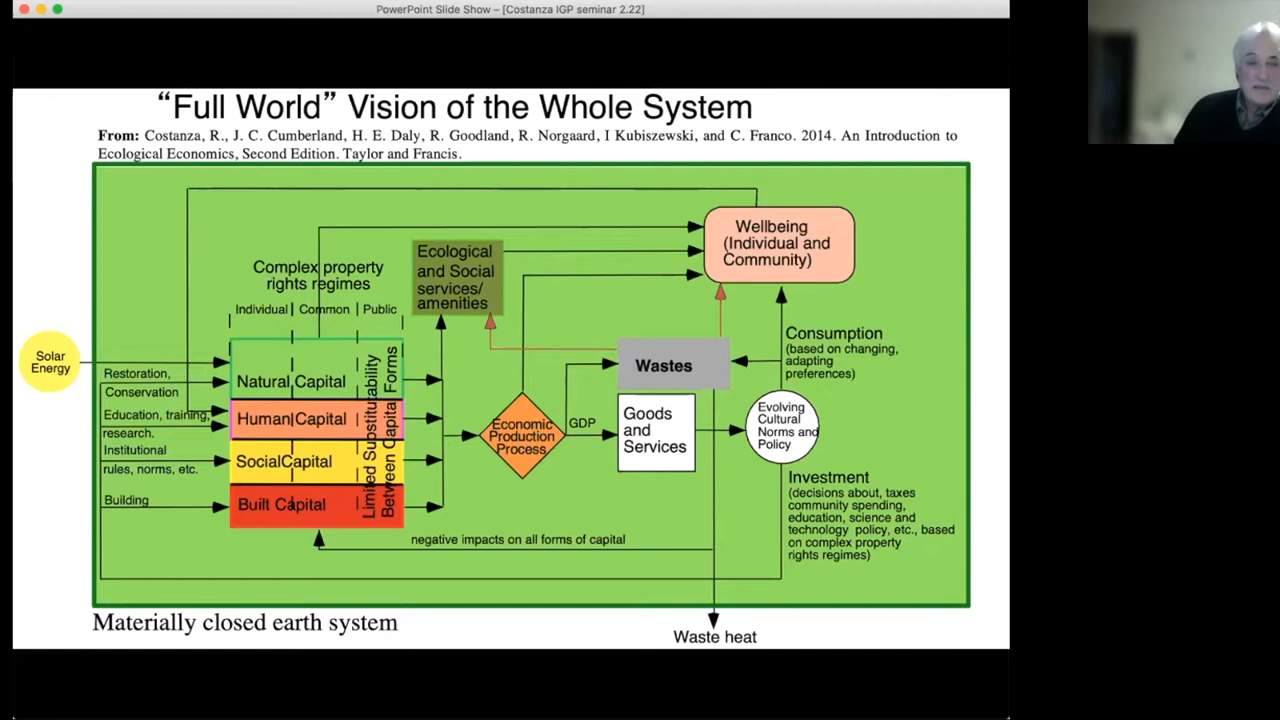 PowerPoint Slide Show – [Costanza IGP seminar 2.22]
“Full World” Vision of the Whole System
From: Costanza, R., J. C. Cumberland, H. E. Daly, R. Goodland, R. Norgaard, I Kubiszewski, and C. Franco. 2014. An Introduction to
Ecological Economics, Second Edition. Taylor and Francis.
Wellbeing
(Individual and
Community)
Ecological
and Social
services/
amenities
Complex property
rights regimes
Individual
Common
Public
Solar
Energy
Restoration,
Conservation
Education, training,
research.
Institutional
rules, norms, etc.
Building
Natural Capital
Human Capital
SocialCapital
Built Capital
Limited Substitutability
Between Capital Forms
Economic
Production
Process
GDP
Wastes
Goods
and
Services
Evolving
Cultural
Norms and
Policy
Consumption
(based on changing,
adapting
preferences)
Investment
(decisions about, taxes
community spending,
education, science and
technology policy, etc., based
on complex property
rights regimes)
negative impacts on all forms of capital
Materially closed earth system
Waste heat